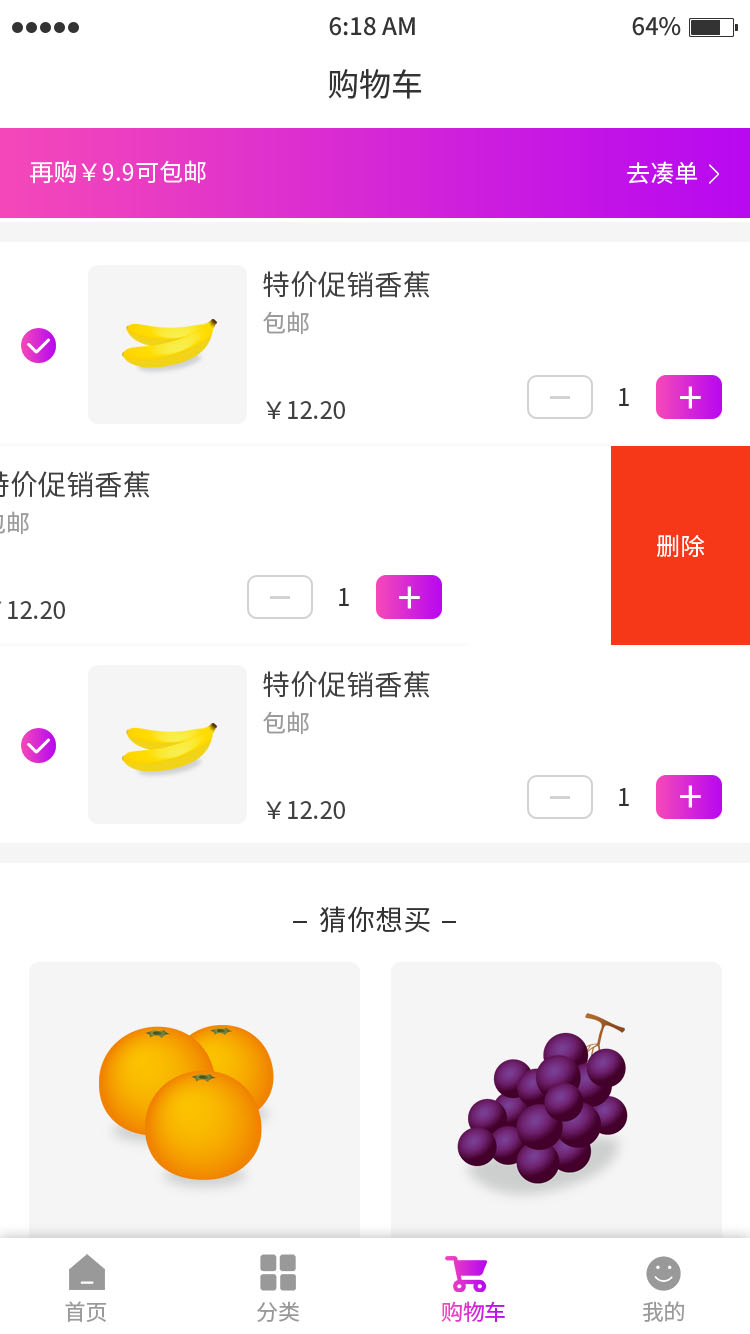 6:18 AM
64%
购物车
再购￥9.9可包邮
去凑单
特价促销香蕉
包邮
￥12.20
1
特价促销香蕉
包邮
12.20
1
删除
特价促销香蕉
包邮
￥12.20
1
– 猜你想买 –
首页
分类
购物车
我的